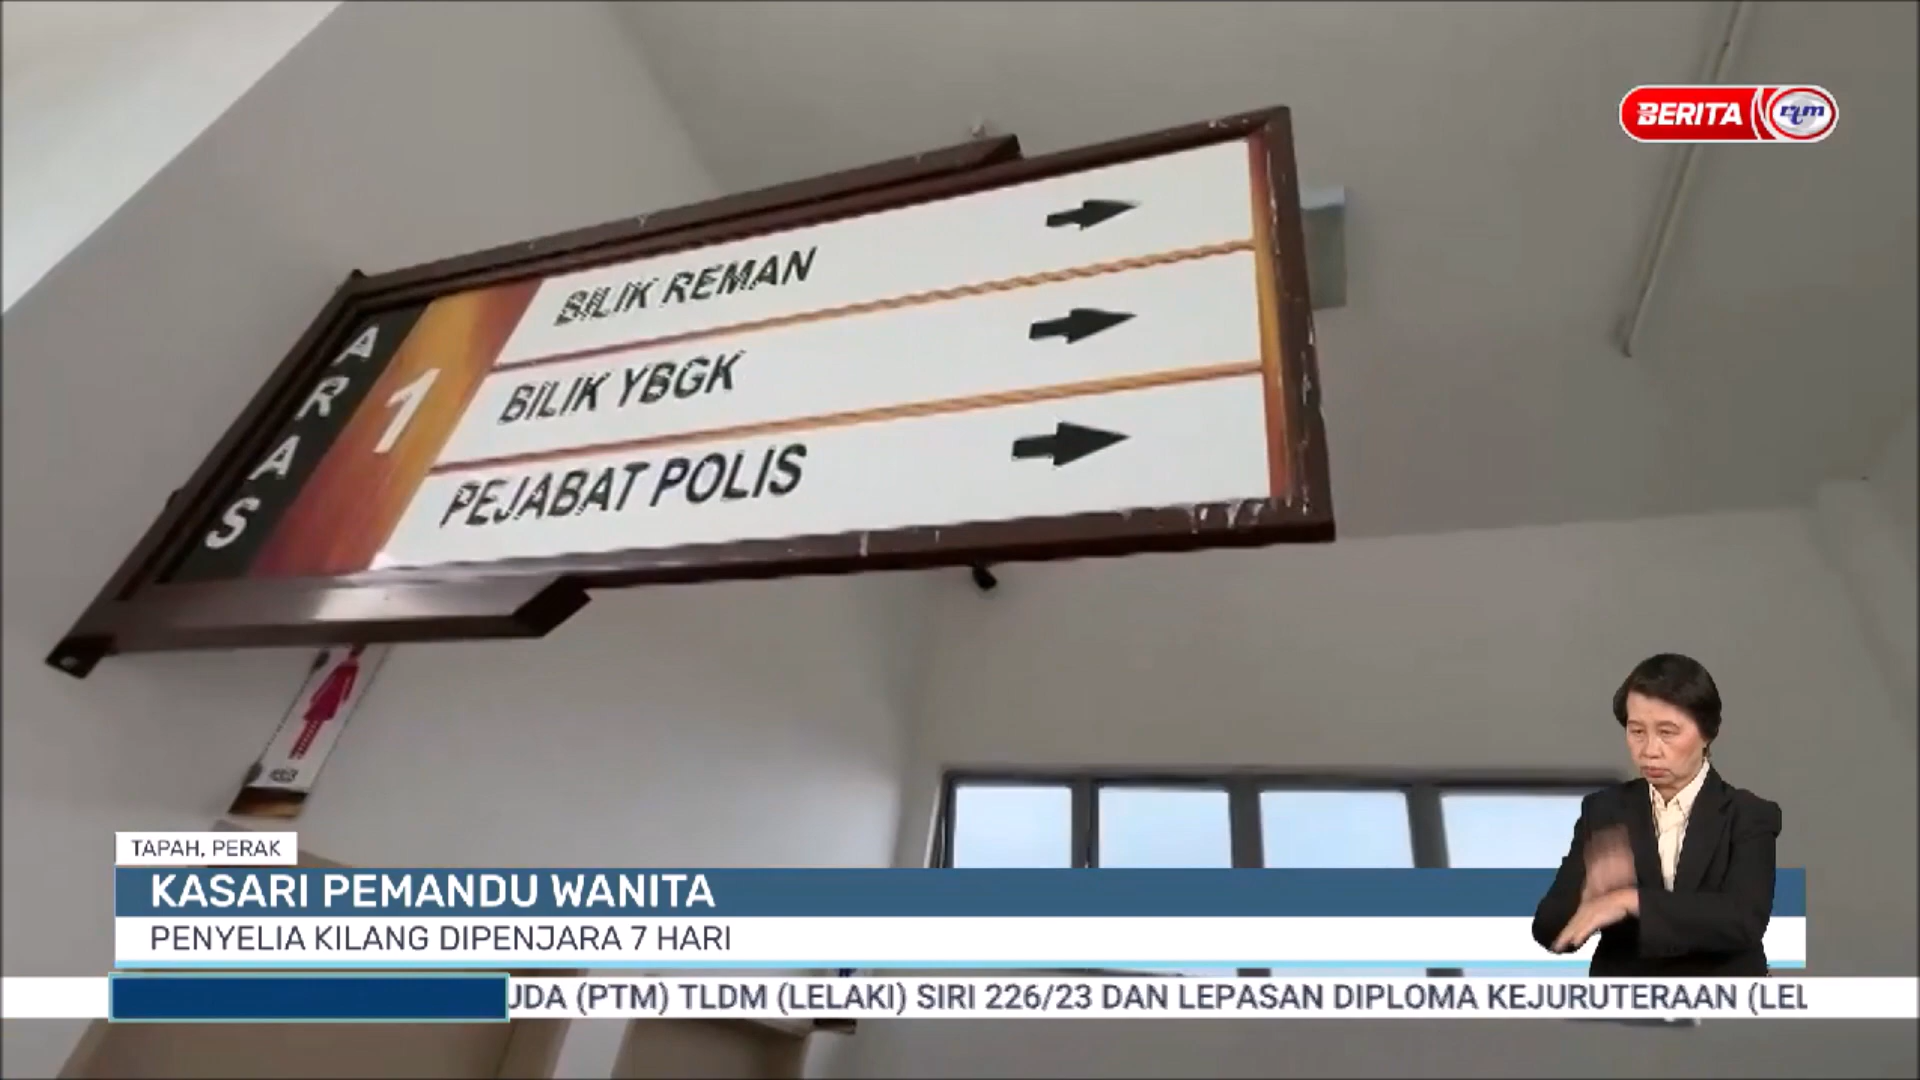 BERITA rtm
ARAS 1
BILIK REMAN
BILIK YBGK
PEJABAT POLIS
TAPAH, PERAK
KASARI PEMANDU WANITA
PENYELIA KILANG DIPENJARA 7 HARI
UDA (PTM) TLDM (LELAKI) SIRI 226/23 DAN LEPASAN DIPLOMA KEJURUTERAAN (LEL